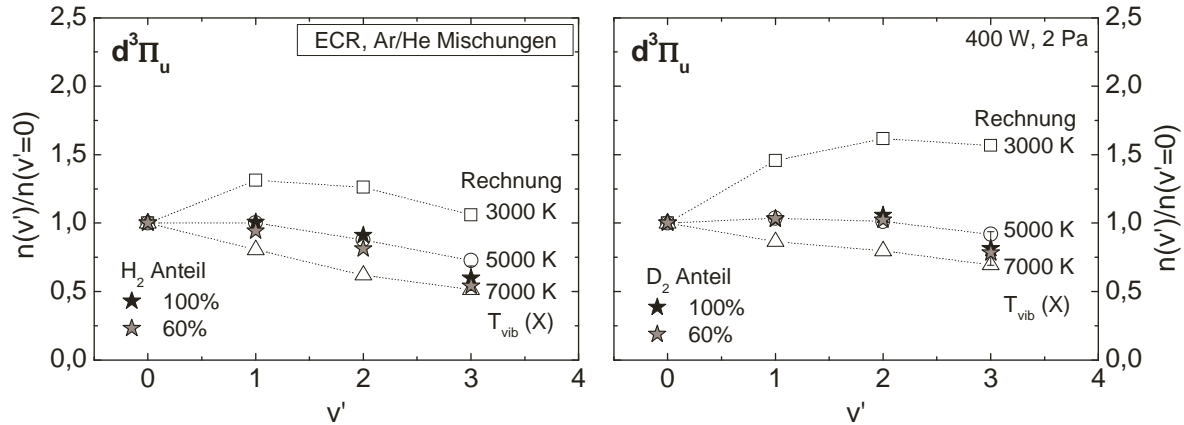 2,5
2,0
1,5
1,0
0,5
0,0
n(v')/n(v'=0)
d³Πᵤ
ECR, Ar/He Mischungen
Rechnung
3000 K
5000 K
7000 K
T_vib (X)
H₂ Anteil
100%
60%
0 1 2 3 4
v'
d³Πᵤ
400 W, 2 Pa
Rechnung
3000 K
5000 K
7000 K
T_vib (X)
D₂ Anteil
100%
60%
0 1 2 3 4
v'
2,5
2,0
1,5
1,0
0,5
0,0
n(v')/n(v'=0)